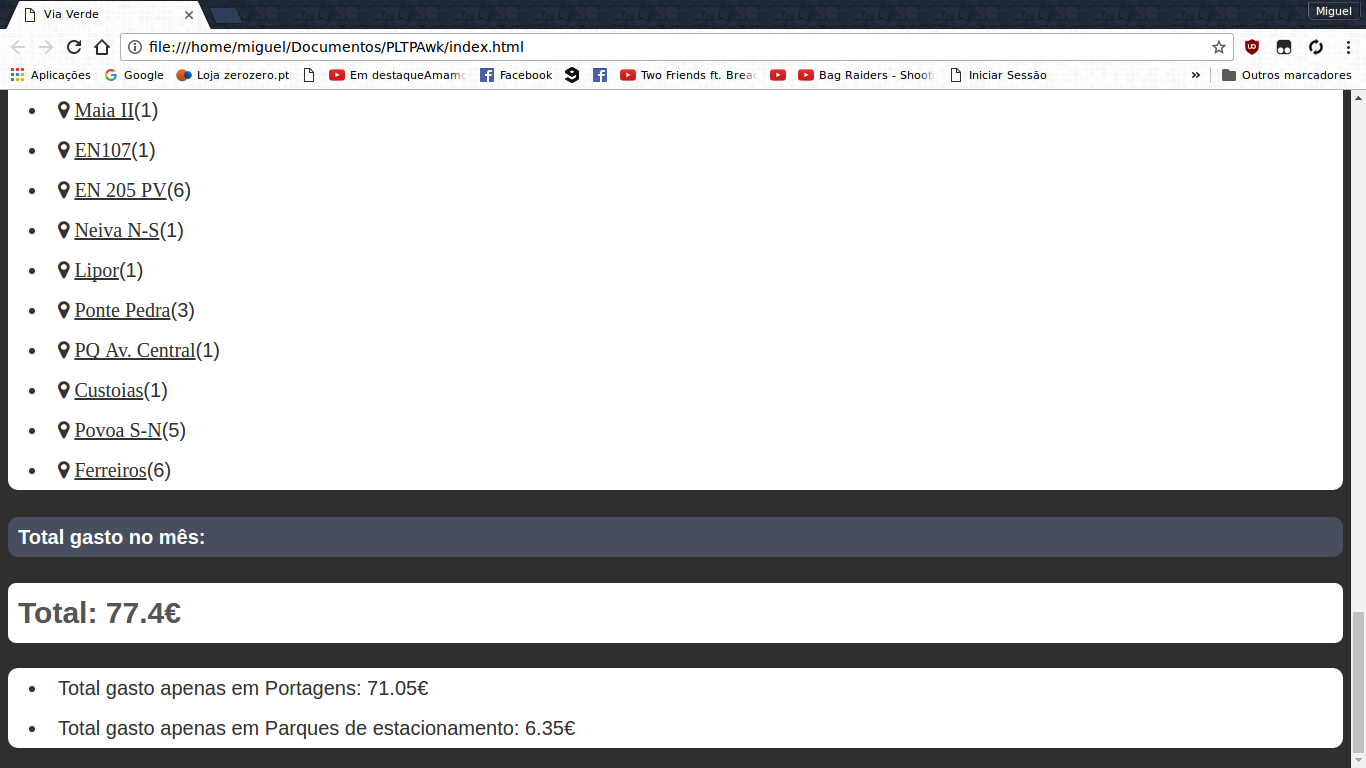 Via Verde
Miguel
file:///home/miguel/Documentos/PLTPAwk/index.html
Aplicações Google Loja zerozero.pt Em destaqueAmamo Facebook Two Friends ft. Brea Bag Raiders - Shooti Iniciar Sessão » Outros marcadores
• Maia II(1)
• EN107(1)
• EN 205 PV(6)
• Neiva N-S(1)
• Lipor(1)
• Ponte Pedra(3)
• PQ Av. Central(1)
• Custoias(1)
• Povoa S-N(5)
• Ferreiros(6)
Total gasto no mês:
Total: 77.4€
• Total gasto apenas em Portagens: 71.05€
• Total gasto apenas em Parques de estacionamento: 6.35€